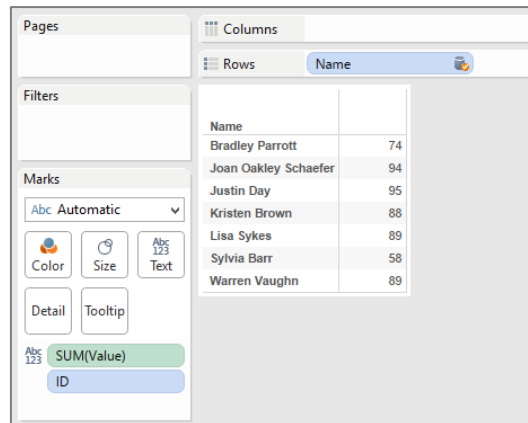 Pages
Columns
Rows Name
Filters
Name
Bradley Parrott 74
Joan Oakley Schaefer 94
Justin Day 95
Kristen Brown 88
Lisa Sykes 89
Sylvia Barr 58
Warren Vaughn 89
Marks
Abc Automatic
Abc
123
Color Size Text
Detail Tooltip
Abc
123 SUM(Value)
ID